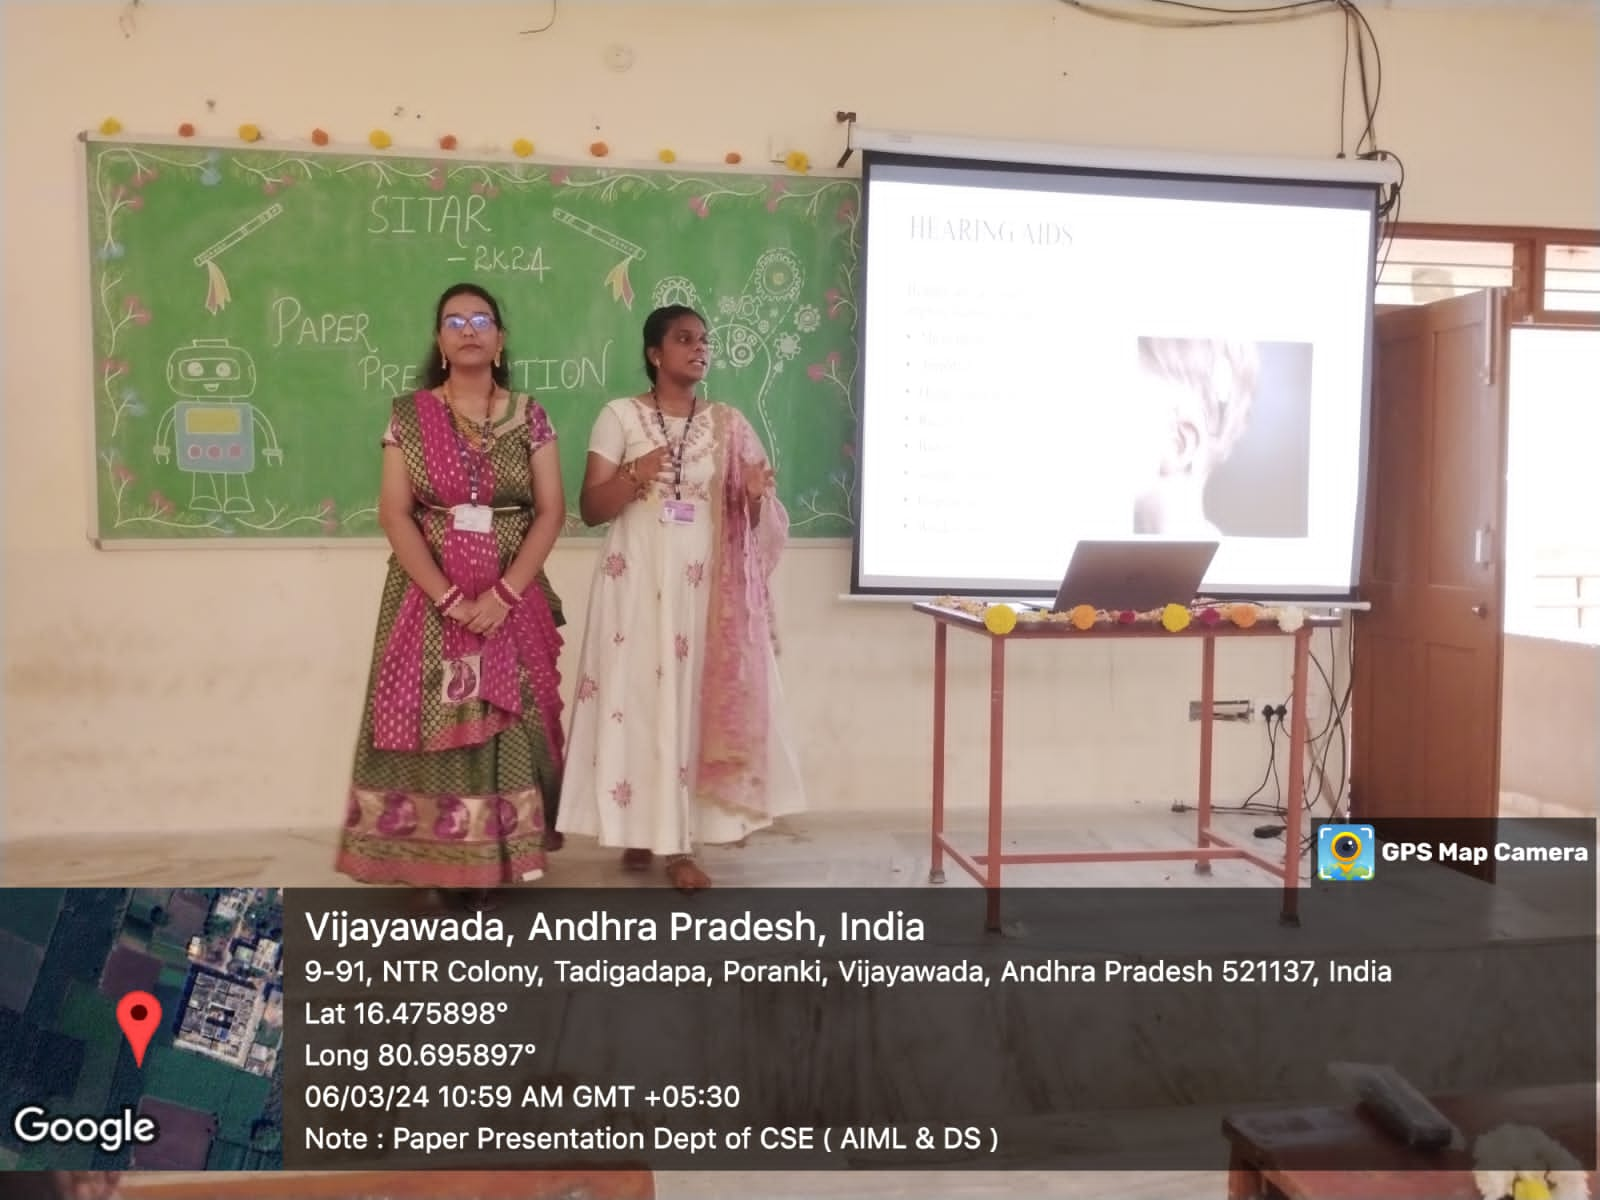 SITAR
- 2K24
PAPER
PRE TION
HEARING AIDS
GPS Map Camera
Vijayawada, Andhra Pradesh, India
9-91, NTR Colony, Tadigadapa, Poranki, Vijayawada, Andhra Pradesh 521137, India
Lat 16.475898°
Long 80.695897°
06/03/24 10:59 AM GMT +05:30
Note : Paper Presentation Dept of CSE ( AIML & DS )
Google